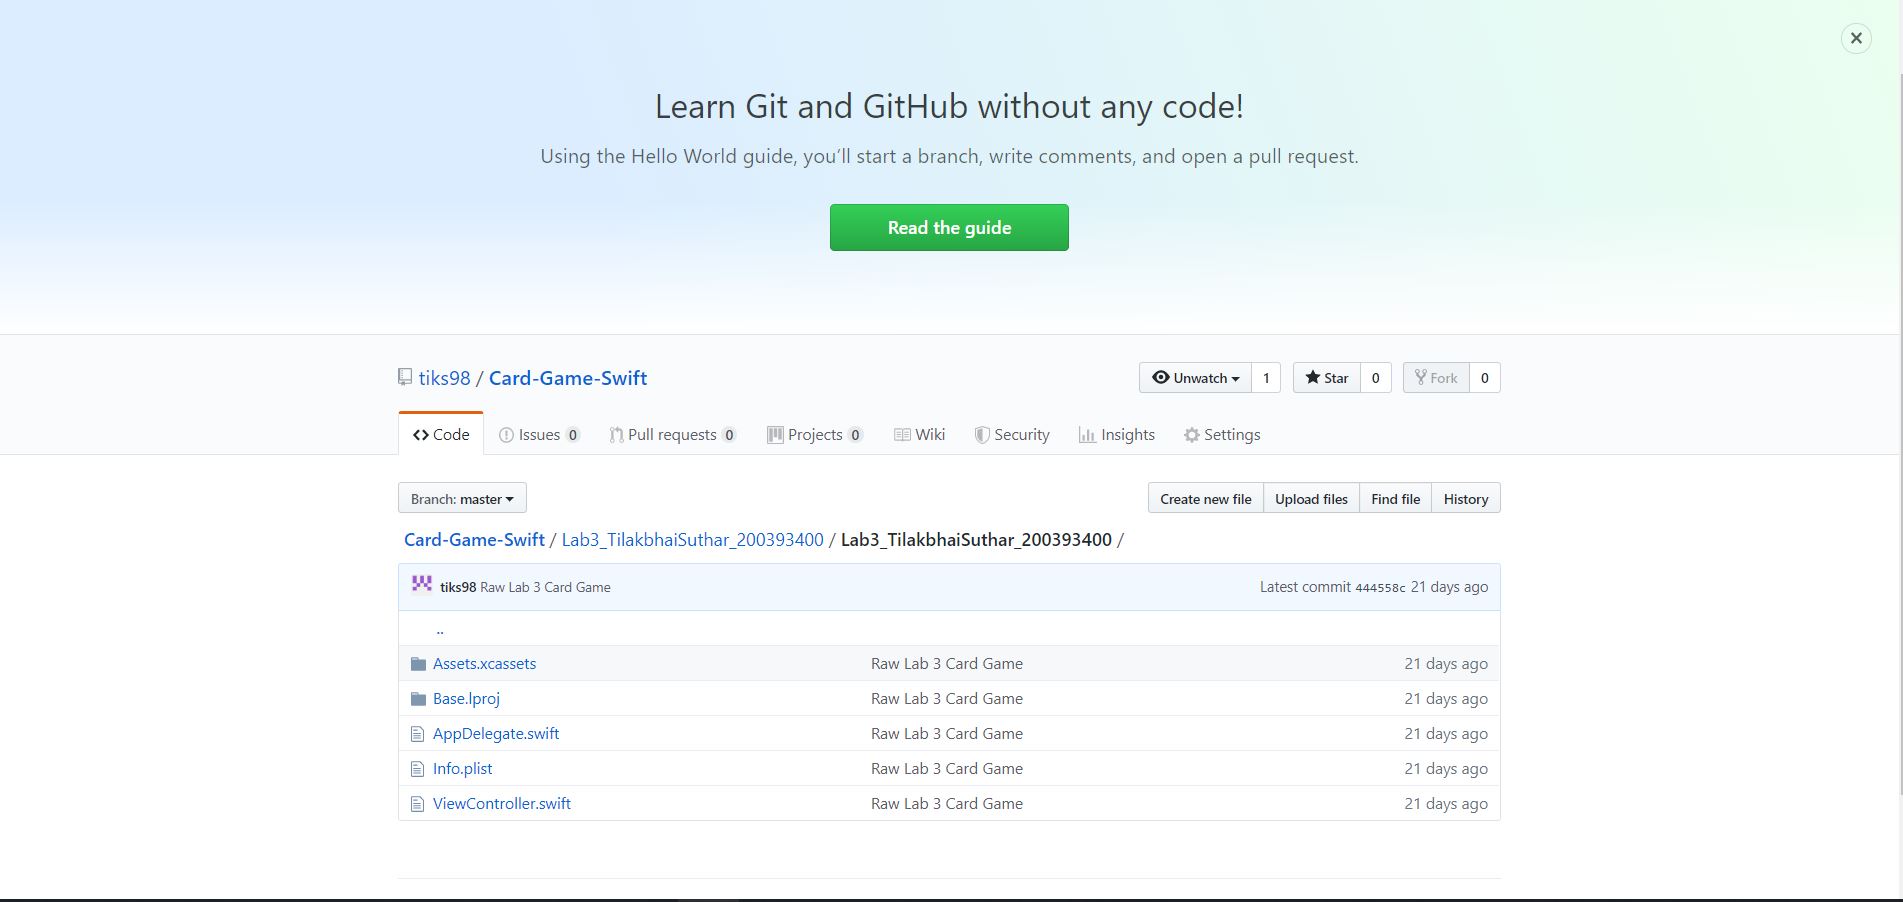 Learn Git and GitHub without any code!
Using the Hello World guide, you’ll start a branch, write comments, and open a pull request.
Read the guide
tiks98 / Card-Game-Swift
Unwatch 1 Star 0 Fork 0
Code Issues 0 Pull requests 0 Projects 0 Wiki Security Insights Settings
Branch: master Create new file Upload files Find file History
Card-Game-Swift / Lab3_TilakbhaiSuthar_200393400 / Lab3_TilakbhaiSuthar_200393400 /
tiks98 Raw Lab 3 Card Game Latest commit 444558c 21 days ago
..
Assets.xcassets Raw Lab 3 Card Game 21 days ago
Base.lproj Raw Lab 3 Card Game 21 days ago
AppDelegate.swift Raw Lab 3 Card Game 21 days ago
Info.plist Raw Lab 3 Card Game 21 days ago
ViewController.swift Raw Lab 3 Card Game 21 days ago